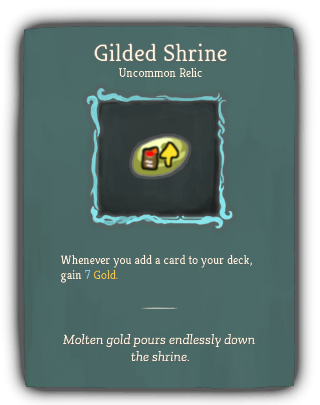 Gilded Shrine
Uncommon Relic
Whenever you add a card to your deck,
gain 7 Gold.
Molten gold pours endlessly down
the shrine.